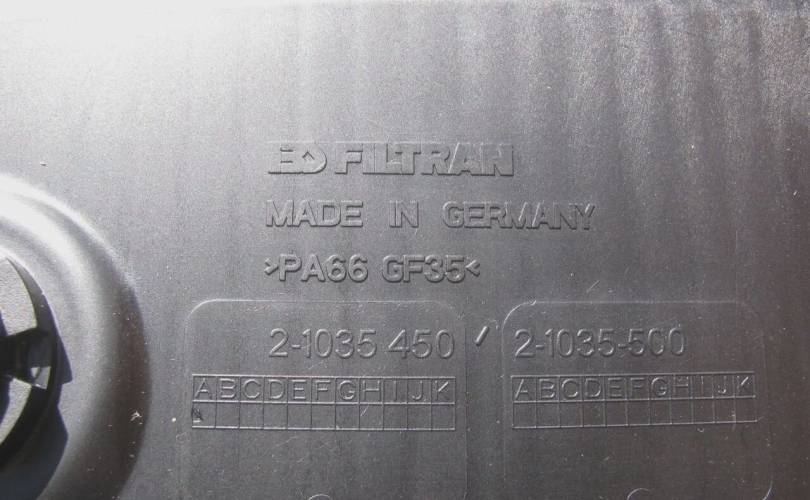 FILTRAN
MADE IN GERMANY
>PA66 GF35<
2-1035 450 / 2-1035-500
ABCDEFGHIJK ABCDEFGHIJK